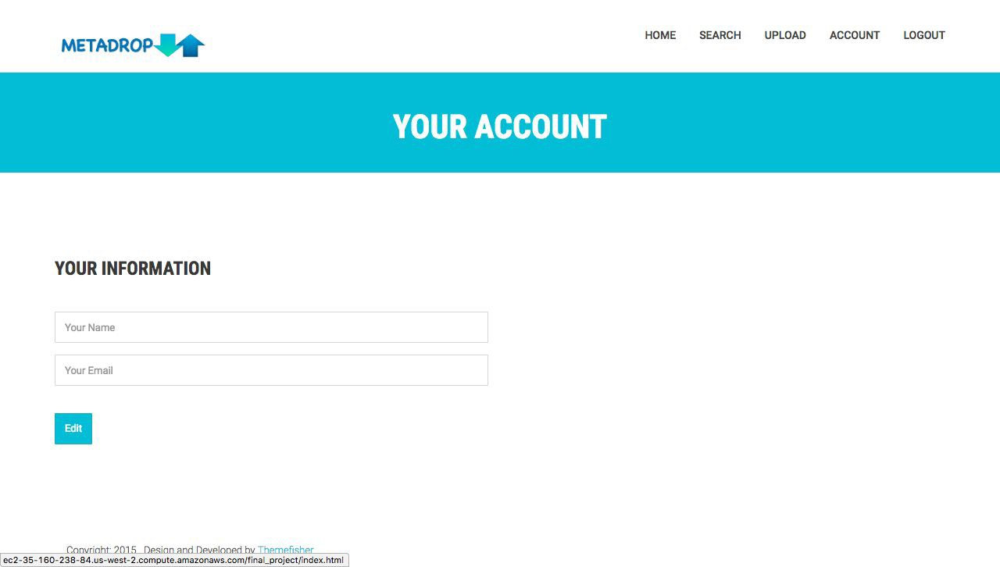 METADROP
HOME SEARCH UPLOAD ACCOUNT LOGOUT
YOUR ACCOUNT
YOUR INFORMATION
Your Name
Your Email
Edit
Copyright: 2015. Design and Developed by Themefisher
ec2-35-160-238-84.us-west-2.compute.amazonaws.com/final_project/index.html